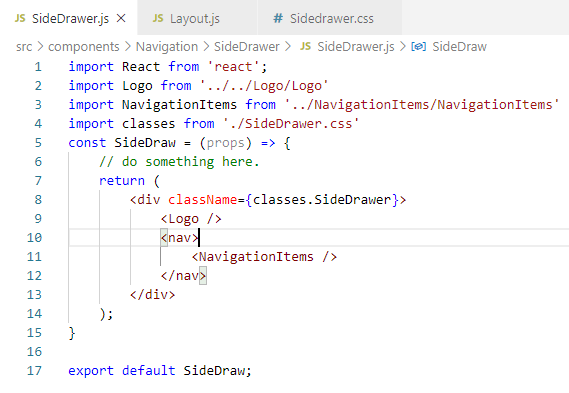 JS SideDrawer.js × JS Layout.js # Sidedrawer.css
src > components > Navigation > SideDrawer > JS SideDrawer.js > SideDraw
1 import React from 'react';
2 import Logo from '../../Logo/Logo'
3 import NavigationItems from '../NavigationItems/NavigationItems'
4 import classes from './SideDrawer.css'
5 const SideDraw = (props) => {
6     // do something here.
7     return (
8         <div className={classes.SideDrawer}>
9             <Logo />
10             <nav>
11                 <NavigationItems />
12             </nav>
13         </div>
14     );
15 }
16
17 export default SideDraw;